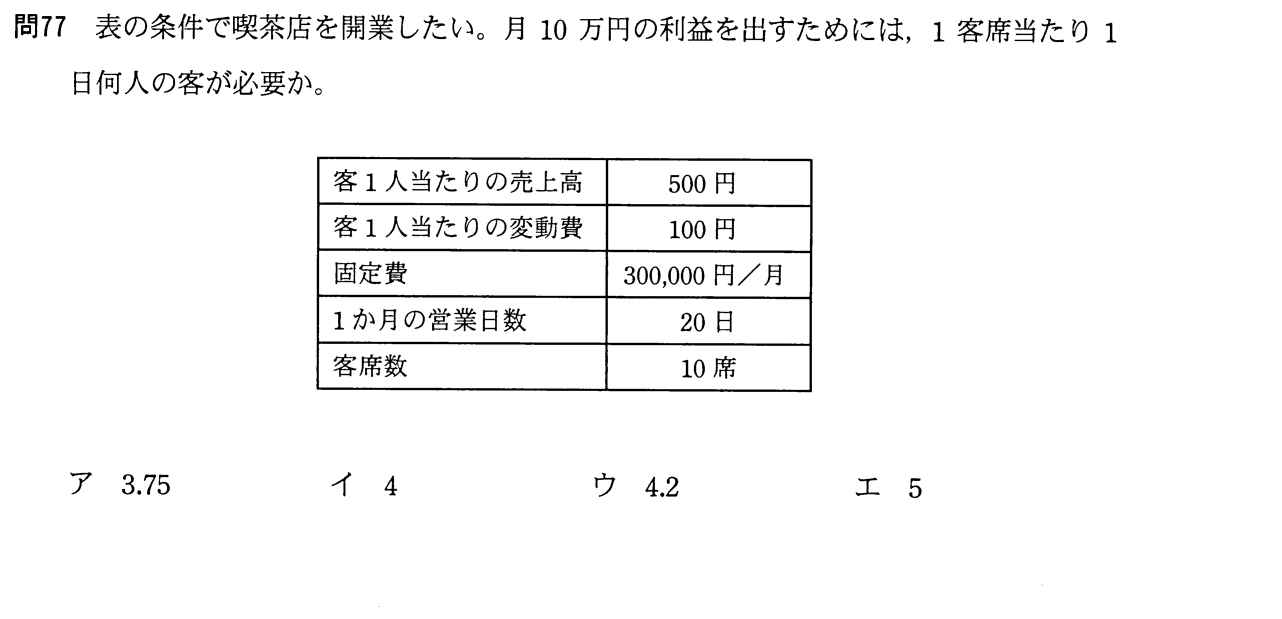 問77 表の条件で喫茶店を開業したい。月 10 万円の利益を出すためには，1 客席当たり 1
日何人の客が必要か。
客 1 人当たりの売上高 500 円
客 1 人当たりの変動費 100 円
固定費 300,000 円／月
1 か月の営業日数 20 日
客席数 10 席
ア 3.75 イ 4 ウ 4.2 エ 5